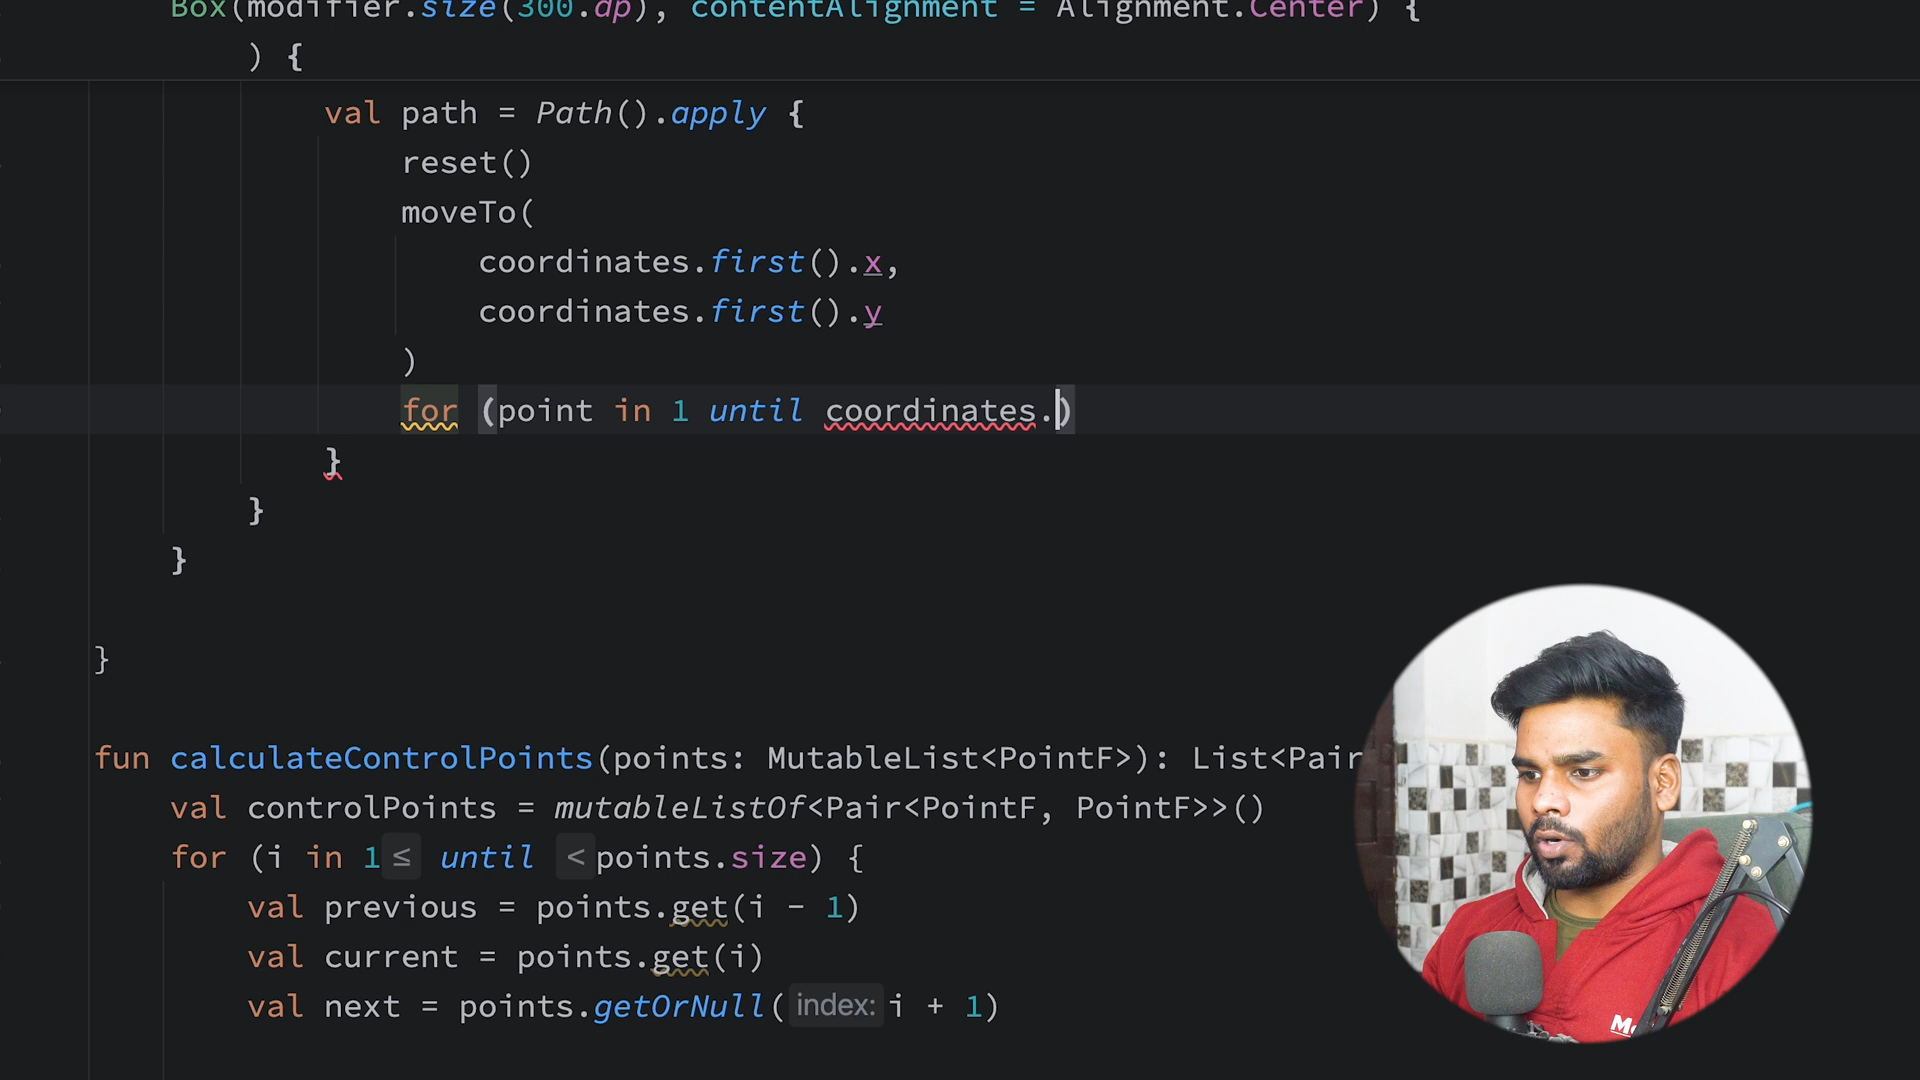 Box(modifier.size(300.dp), contentAlignment = Alignment.Center) {
) {
val path = Path().apply {
reset()
moveTo(
coordinates.first().x,
coordinates.first().y
)
for (point in 1 until coordinates.)
}
}
}
}
fun calculateControlPoints(points: MutableList<PointF>): List<Pair
val controlPoints = mutableListOf<Pair<PointF, PointF>>()
for (i in 1 ≤ until < points.size) {
val previous = points.get(i - 1)
val current = points.get(i)
val next = points.getOrNull( index: i + 1)